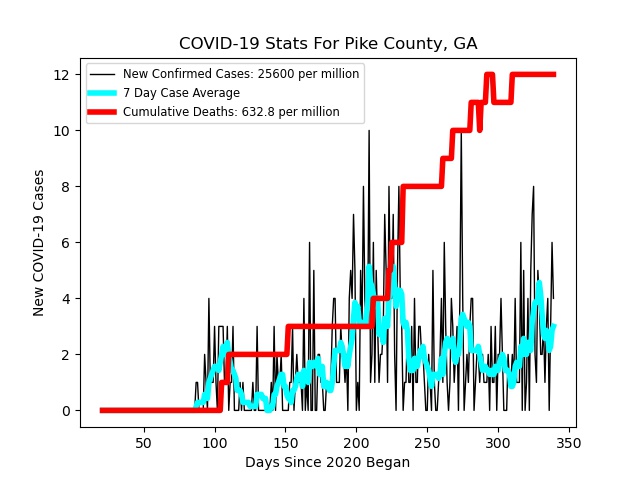 COVID-19 Stats For Pike County, GA
New Confirmed Cases: 25600 per million
7 Day Case Average
Cumulative Deaths: 632.8 per million
New COVID-19 Cases
12
10
8
6
4
2
0
50
100
150
200
250
300
350
Days Since 2020 Began